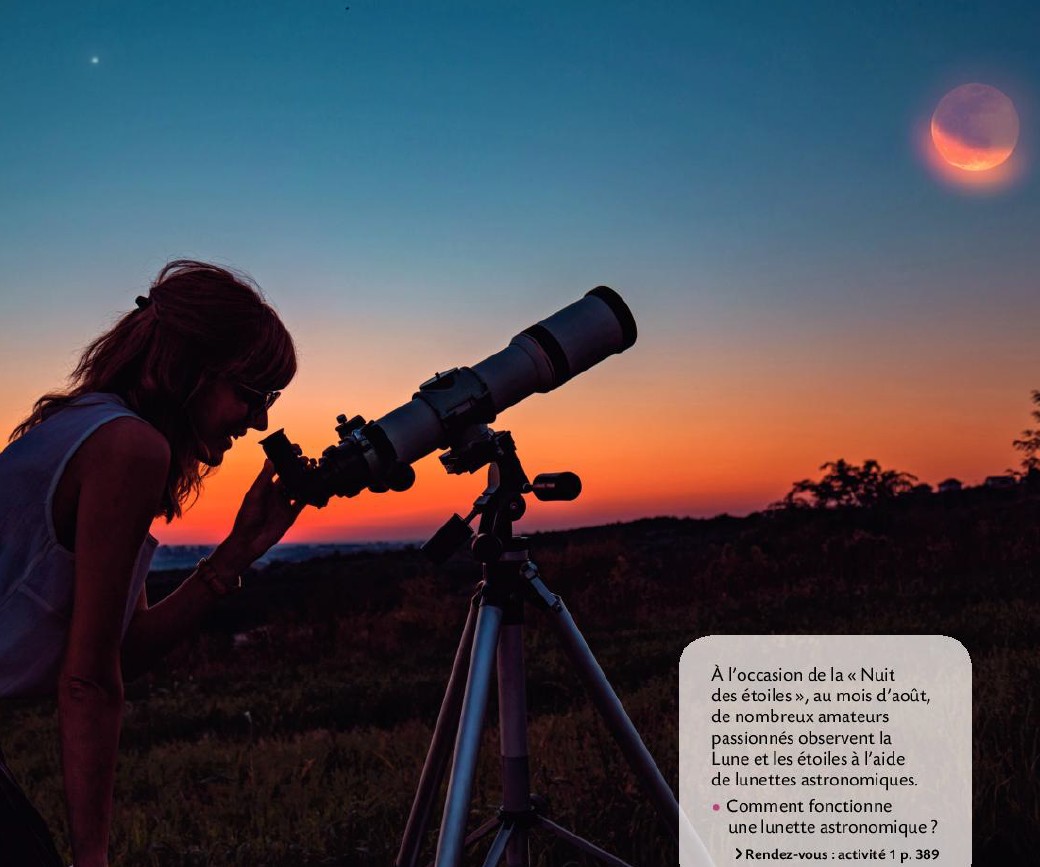 À l'occasion de la « Nuit
des étoiles », au mois d'août,
de nombreux amateurs
passionnés observent la
Lune et les étoiles à l'aide
de lunettes astronomiques.
• Comment fonctionne
une lunette astronomique ?
> Rendez-vous : activité 1 p. 389